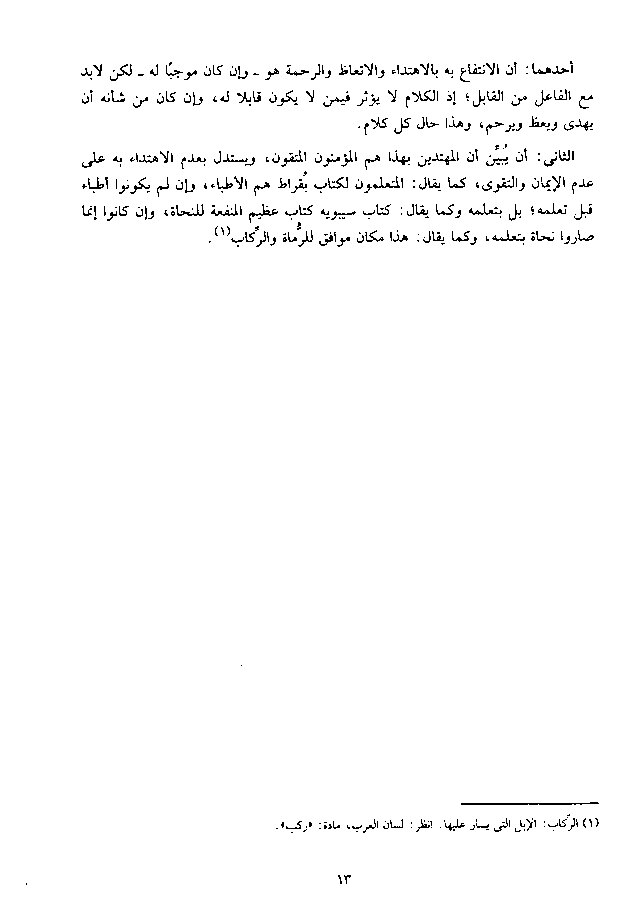 أحدهما: أن الانتفاع به بالاهتداء والاتعاظ والرحمة هو ـ وإن كان موجبًا له ـ لكن لابد
مع الفاعل من القابل؛ إذ الكلام لا يؤثر فيمن لا يكون قابلا له، وإن كان من شأنه أن
يهدى ويعظ ويرحم، وهذا حال كل كلام.
الثانى: أن يُبيِّن أن المهتدين بهذا هم المؤمنون المتقون، ويستدل بعدم الاهتداء به على
عدم الإيمان والتقوى، كما يقال: المتعلمون لكتاب بُقراط هم الأطباء، وإن لم يكونوا أطباء
قبل تعلمه؛ بل بتعلمه وكما يقال: كتاب سيبويه كتاب عظيم المنفعة للنحاة، وإن كانوا إنما
صاروا نحاة بتعلمه، وكما يقال: هذا مكان موافق للرُّماة والرِّكاب(١).
(١) الرِّكاب: الإبل التى يسار عليها. انظر: لسان العرب، مادة: «ركب».
١٣